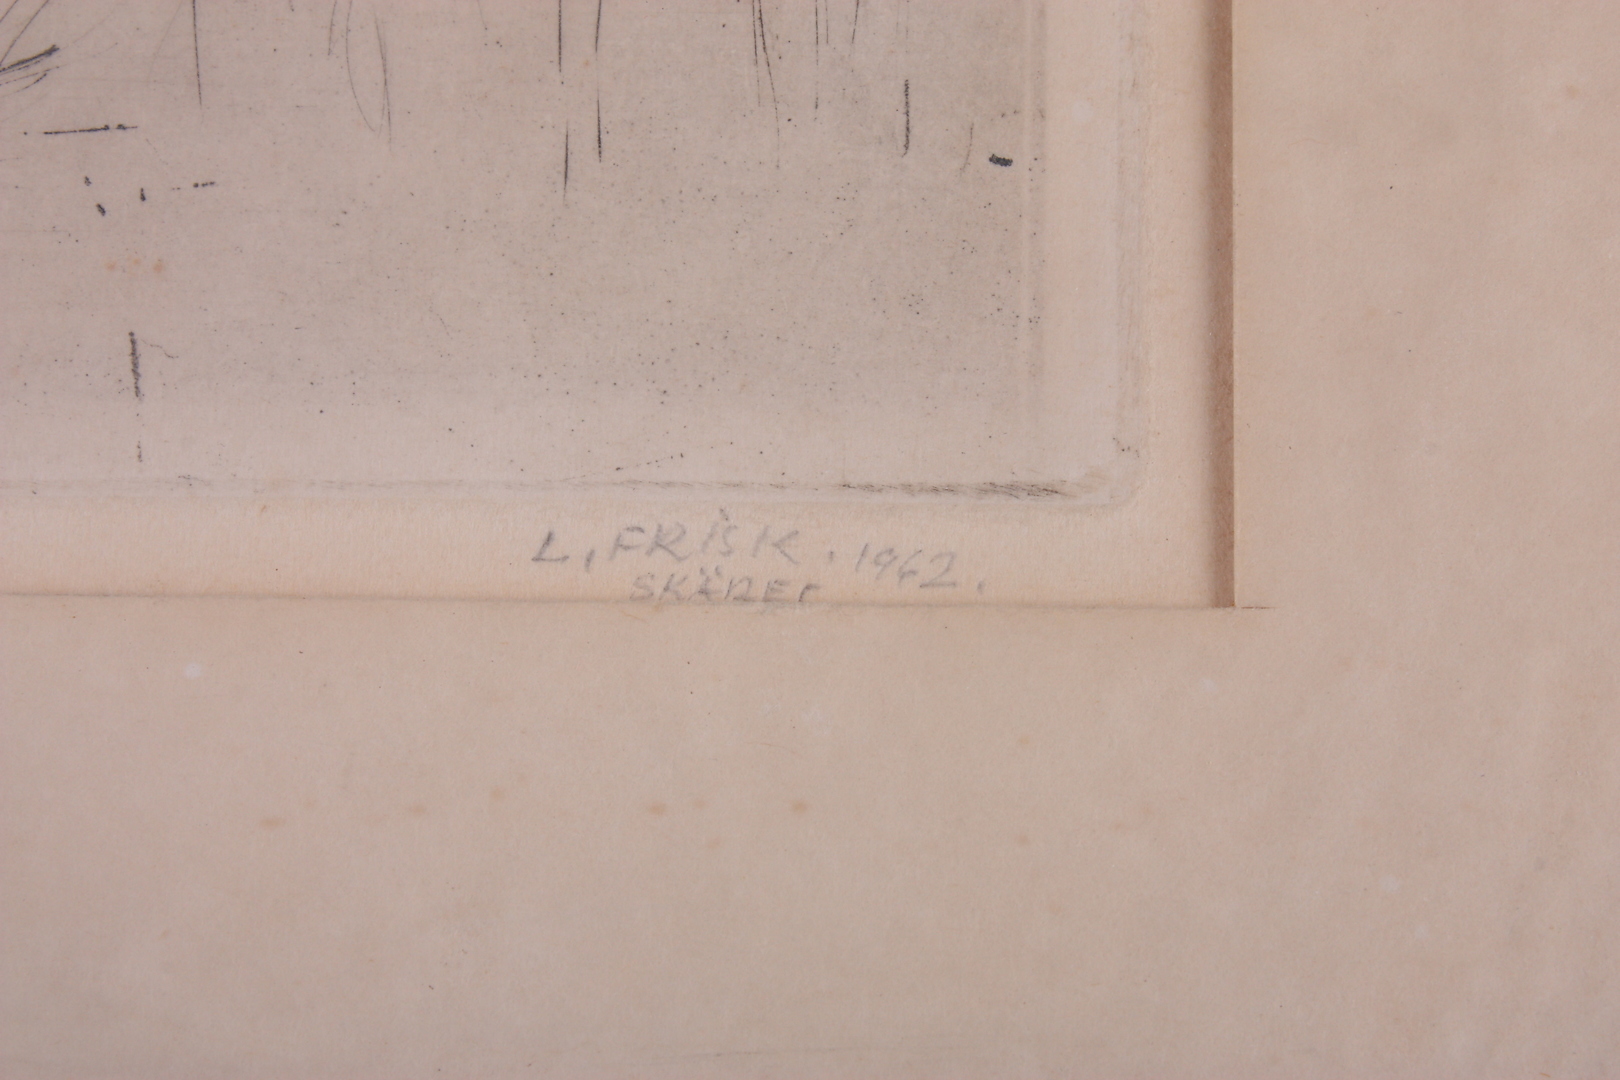 L. FRISK. 1962.
SKÄRET